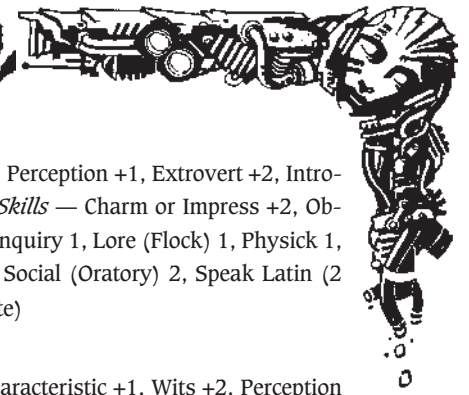 Perception +1, Extrovert +2, Intro-
Skills — Charm or Impress +2, Ob-
nquiry 1, Lore (Flock) 1, Physick 1,
Social (Oratory) 2, Speak Latin (2
te)
aracteristic +1, Wits +2, Perception